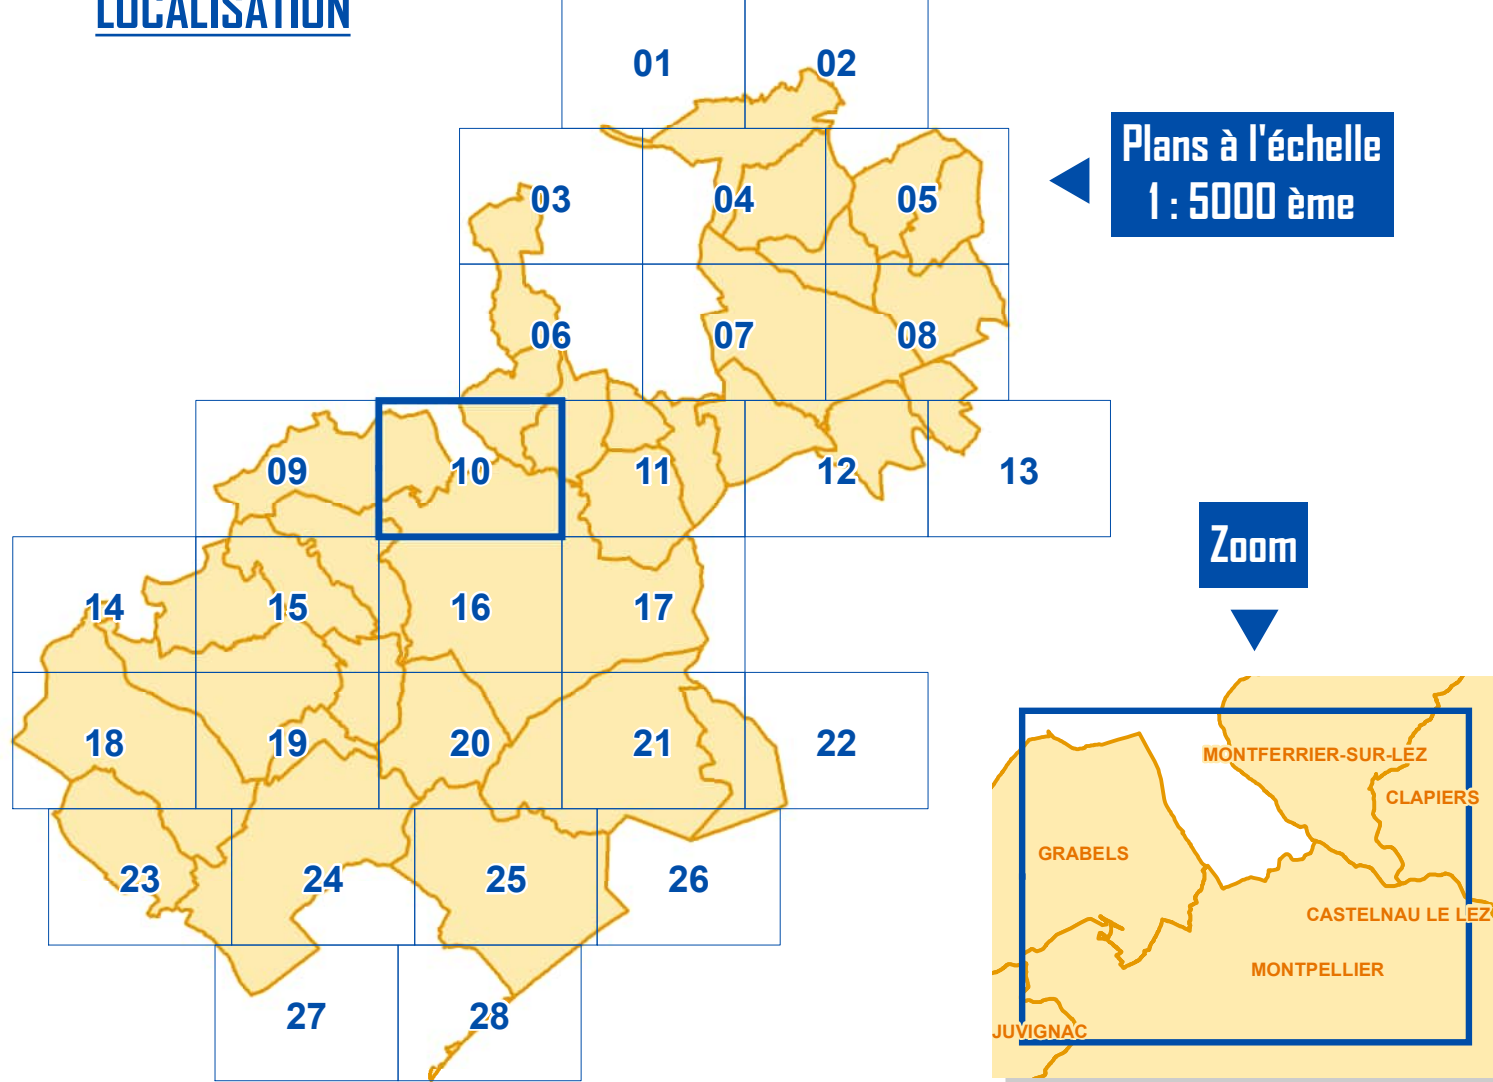 LOCALISATION
01
02
Plans à l'échelle
1 : 5000 ème
03
04
05
06
07
08
09
10
11
12
13
Zoom
14
15
16
17
18
19
20
21
22
23
24
25
26
27
28
MONTFERRIER-SUR-LEZ
CLAPIERS
GRABELS
CASTELNAU LE LEZ
MONTPELLIER
JUVIGNAC